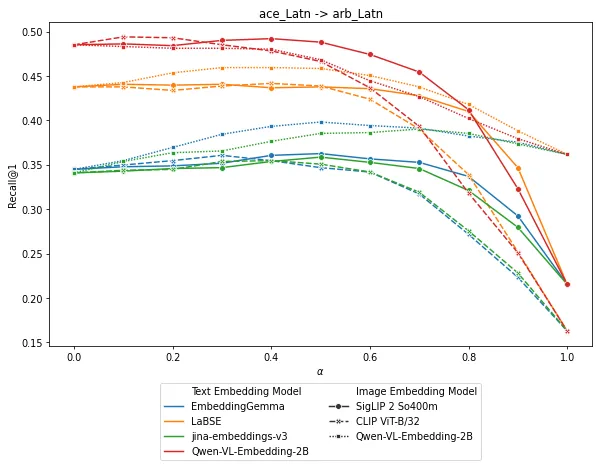 ace_Latn -> arb_Latn
Recall@1
0.50
0.45
0.40
0.35
0.30
0.25
0.20
0.15
0.0 0.2 0.4 0.6 0.8 1.0
α
Text Embedding Model
EmbeddingGemma
LaBSE
jina-embeddings-v3
Qwen-VL-Embedding-2B
Image Embedding Model
SigLIP 2 So400m
CLIP ViT-B/32
Qwen-VL-Embedding-2B